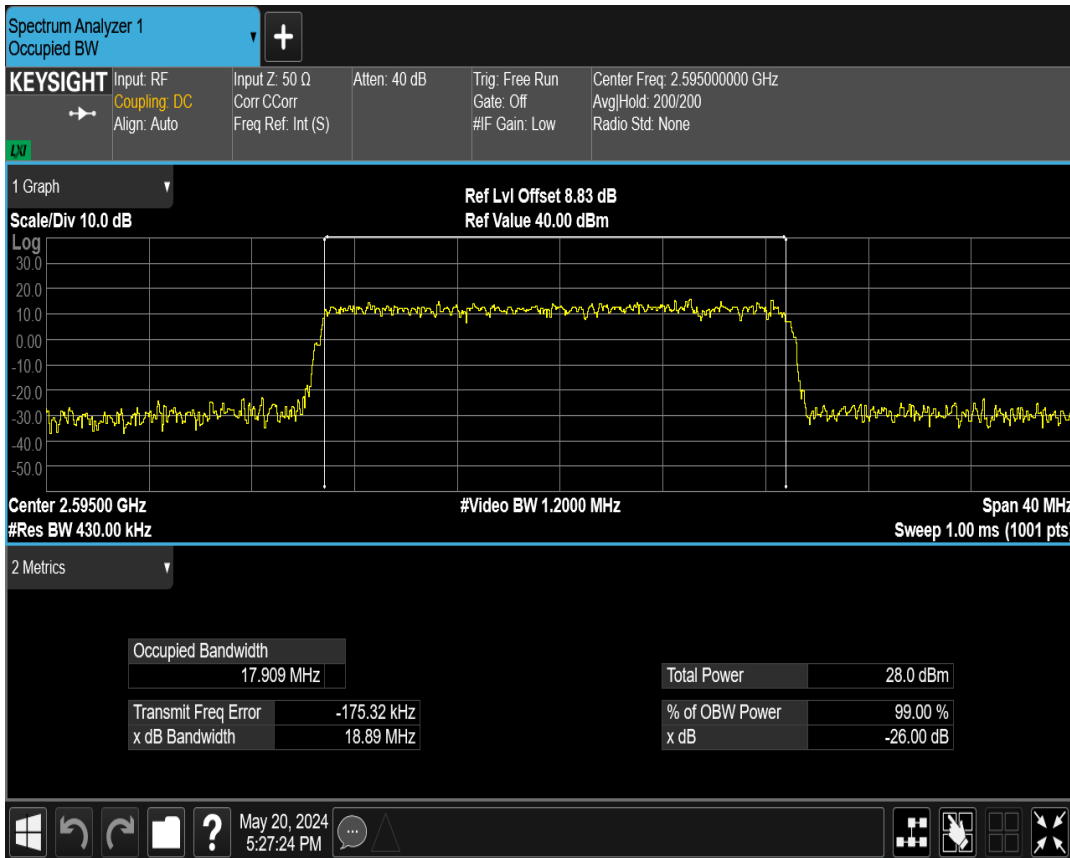 Spectrum Analyzer 1
Occupied BW
+
KEYSIGHT Input: RF Input Z: 50 Ω Atten: 40 dB Trig: Free Run Center Freq: 2.595000000 GHz
Coupling: DC Corr CCorr Gate: Off Avg|Hold: 200/200
Align: Auto Freq Ref: Int (S) #IF Gain: Low Radio Std: None
LXI
1 Graph
Ref Lvl Offset 8.83 dB
Scale/Div 10.0 dB Ref Value 40.00 dBm
Log
30.0
20.0
10.0
0.00
-10.0
-20.0
-30.0
-40.0
-50.0
Center 2.59500 GHz #Video BW 1.2000 MHz Span 40 MHz
#Res BW 430.00 kHz Sweep 1.00 ms (1001 pts)
2 Metrics
Occupied Bandwidth
17.909 MHz Total Power 28.0 dBm
Transmit Freq Error -175.32 kHz % of OBW Power 99.00 %
x dB Bandwidth 18.89 MHz x dB -26.00 dB
? May 20, 2024
5:27:24 PM